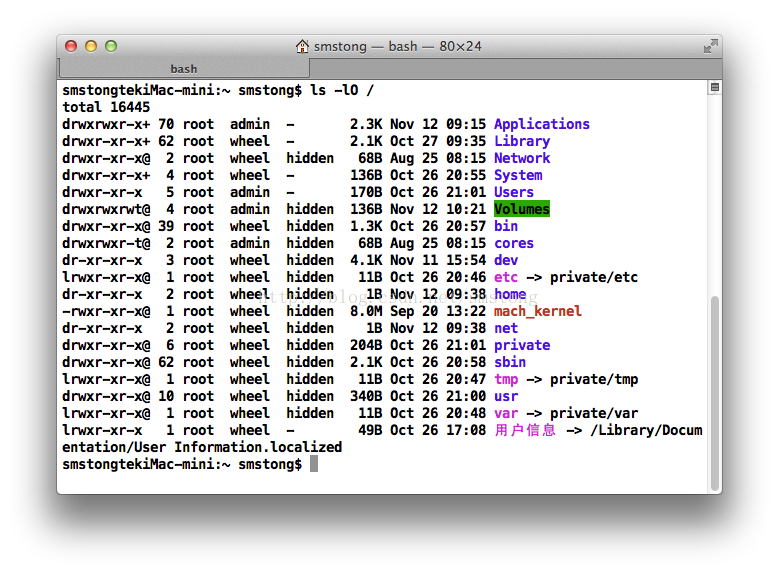 smstong — bash — 80×24
bash
smstongtekiMac-mini:~ smstong$ ls -lO /
total 16445
drwxrwxr-x+ 70 root  admin  -       2.3K Nov 12 09:15 Applications
drwxr-xr-x+ 62 root  wheel  -       2.1K Oct 27 09:35 Library
drwxr-xr-x@  2 root  wheel  hidden   68B Aug 25 08:15 Network
drwxr-xr-x+  4 root  wheel  -       136B Oct 26 20:55 System
drwxr-xr-x   5 root  admin  -       170B Oct 26 21:01 Users
drwxrwxrwt@  4 root  admin  hidden  136B Nov 12 10:21 Volumes
drwxr-xr-x@ 39 root  wheel  hidden  1.3K Oct 26 20:57 bin
drwxrwxr-t@  2 root  admin  hidden   68B Aug 25 08:15 cores
dr-xr-xr-x   3 root  wheel  hidden  4.1K Nov 11 15:54 dev
lrwxr-xr-x@  1 root  wheel  hidden   11B Oct 26 20:46 etc -> private/etc
dr-xr-xr-x   2 root  wheel  hidden    1B Nov 12 09:38 home
-rwxr-xr-x@  1 root  wheel  hidden  8.0M Sep 20 13:22 mach_kernel
dr-xr-xr-x   2 root  wheel  hidden    1B Nov 12 09:38 net
drwxr-xr-x@  6 root  wheel  hidden  204B Oct 26 21:01 private
drwxr-xr-x@ 62 root  wheel  hidden  2.1K Oct 26 20:58 sbin
lrwxr-xr-x@  1 root  wheel  hidden   11B Oct 26 20:47 tmp -> private/tmp
drwxr-xr-x@ 10 root  wheel  hidden  340B Oct 26 21:00 usr
lrwxr-xr-x@  1 root  wheel  hidden   11B Oct 26 20:48 var -> private/var
lrwxr-xr-x   1 root  wheel  -        49B Oct 26 17:08 用户信息 -> /Library/Docum
entation/User Information.localized
smstongtekiMac-mini:~ smstong$